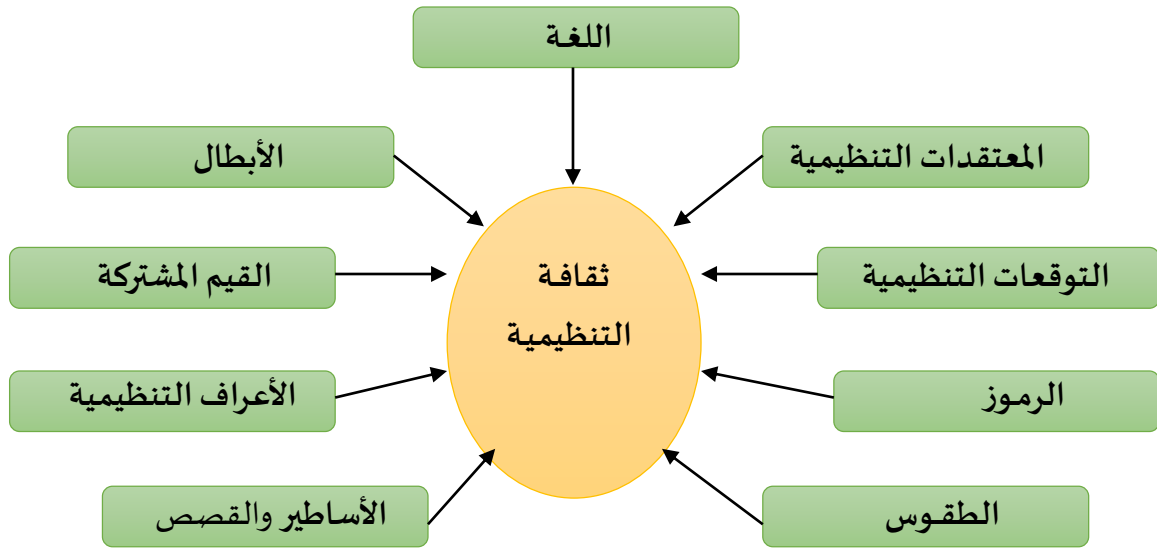 اللغة
المعتقدات التنظيمية
الأبطال
التوقعات التنظيمية
ثقافة
التنظيمية
القيم المشتركة
الرموز
الأعراف التنظيمية
الطقوس
الأساطير والقصص